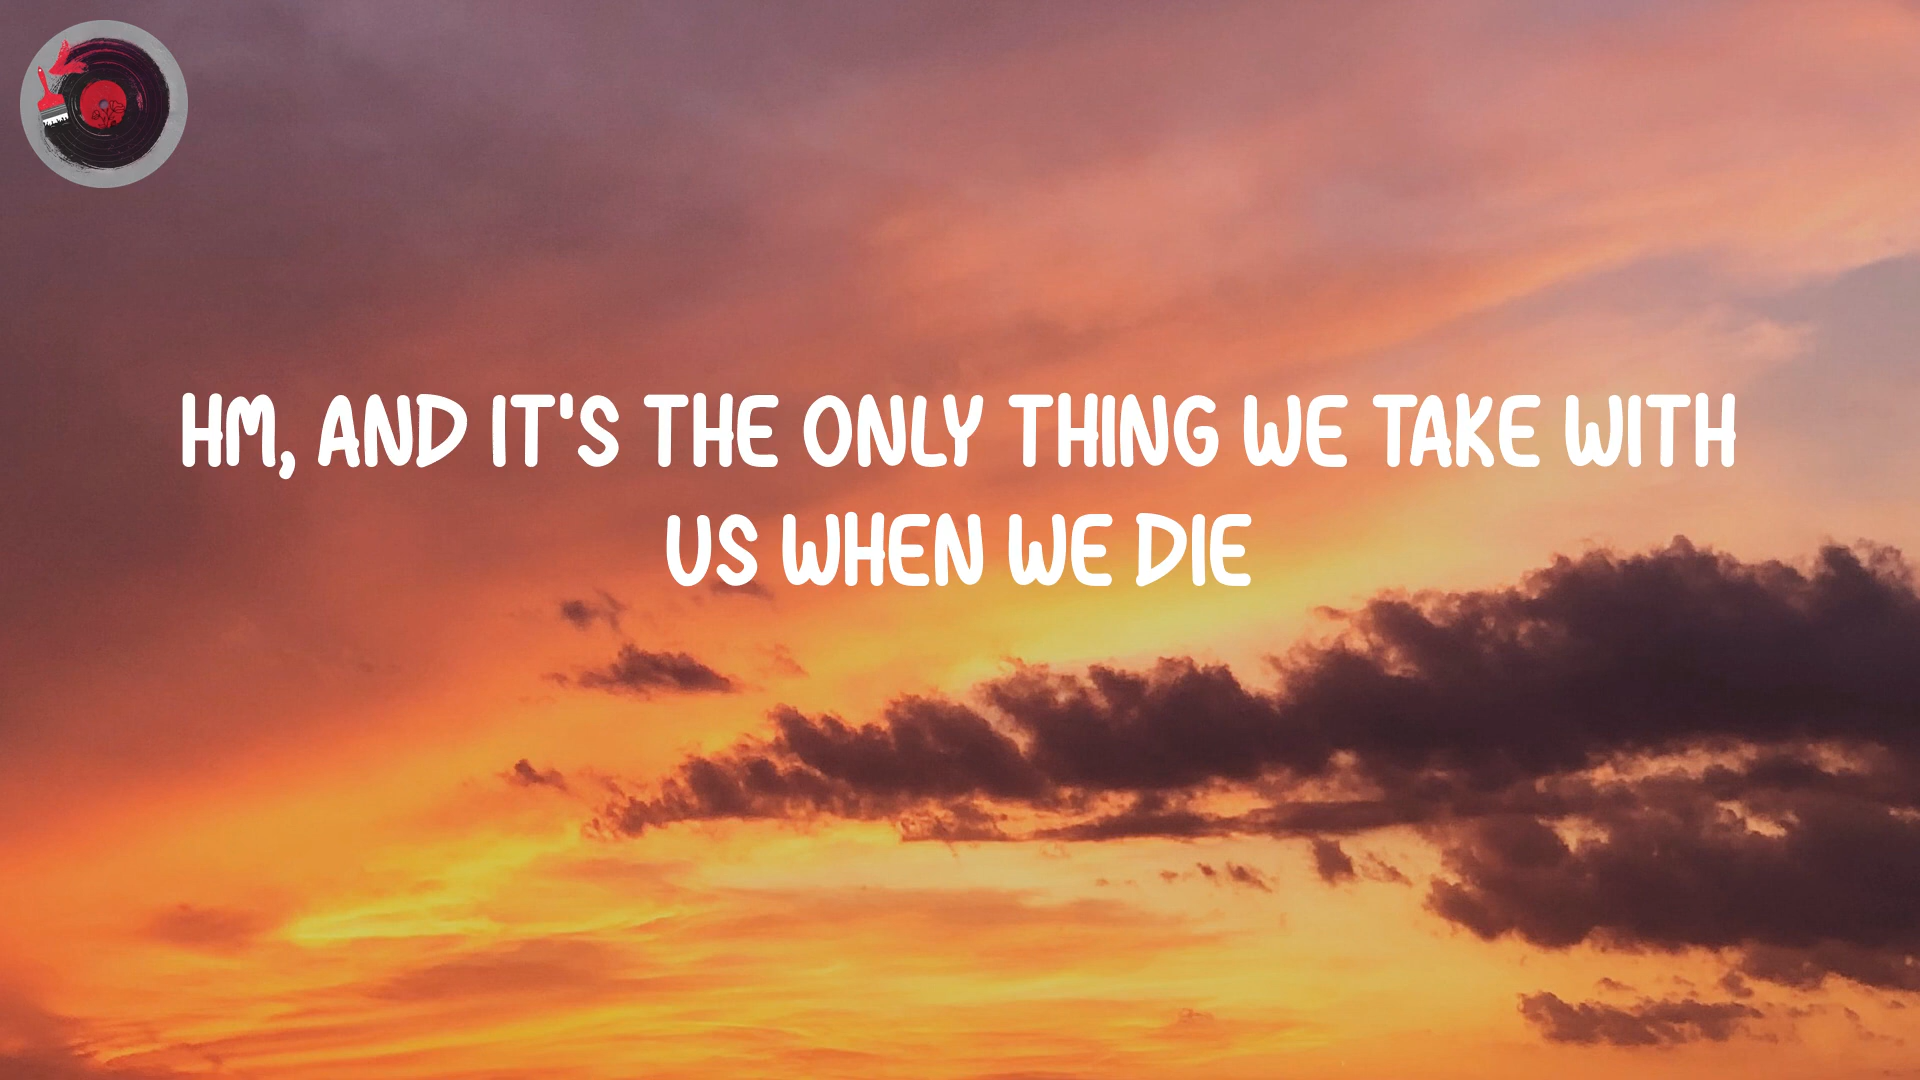 HM, AND IT'S THE ONLY THING WE TAKE WITH
US WHEN WE DIE